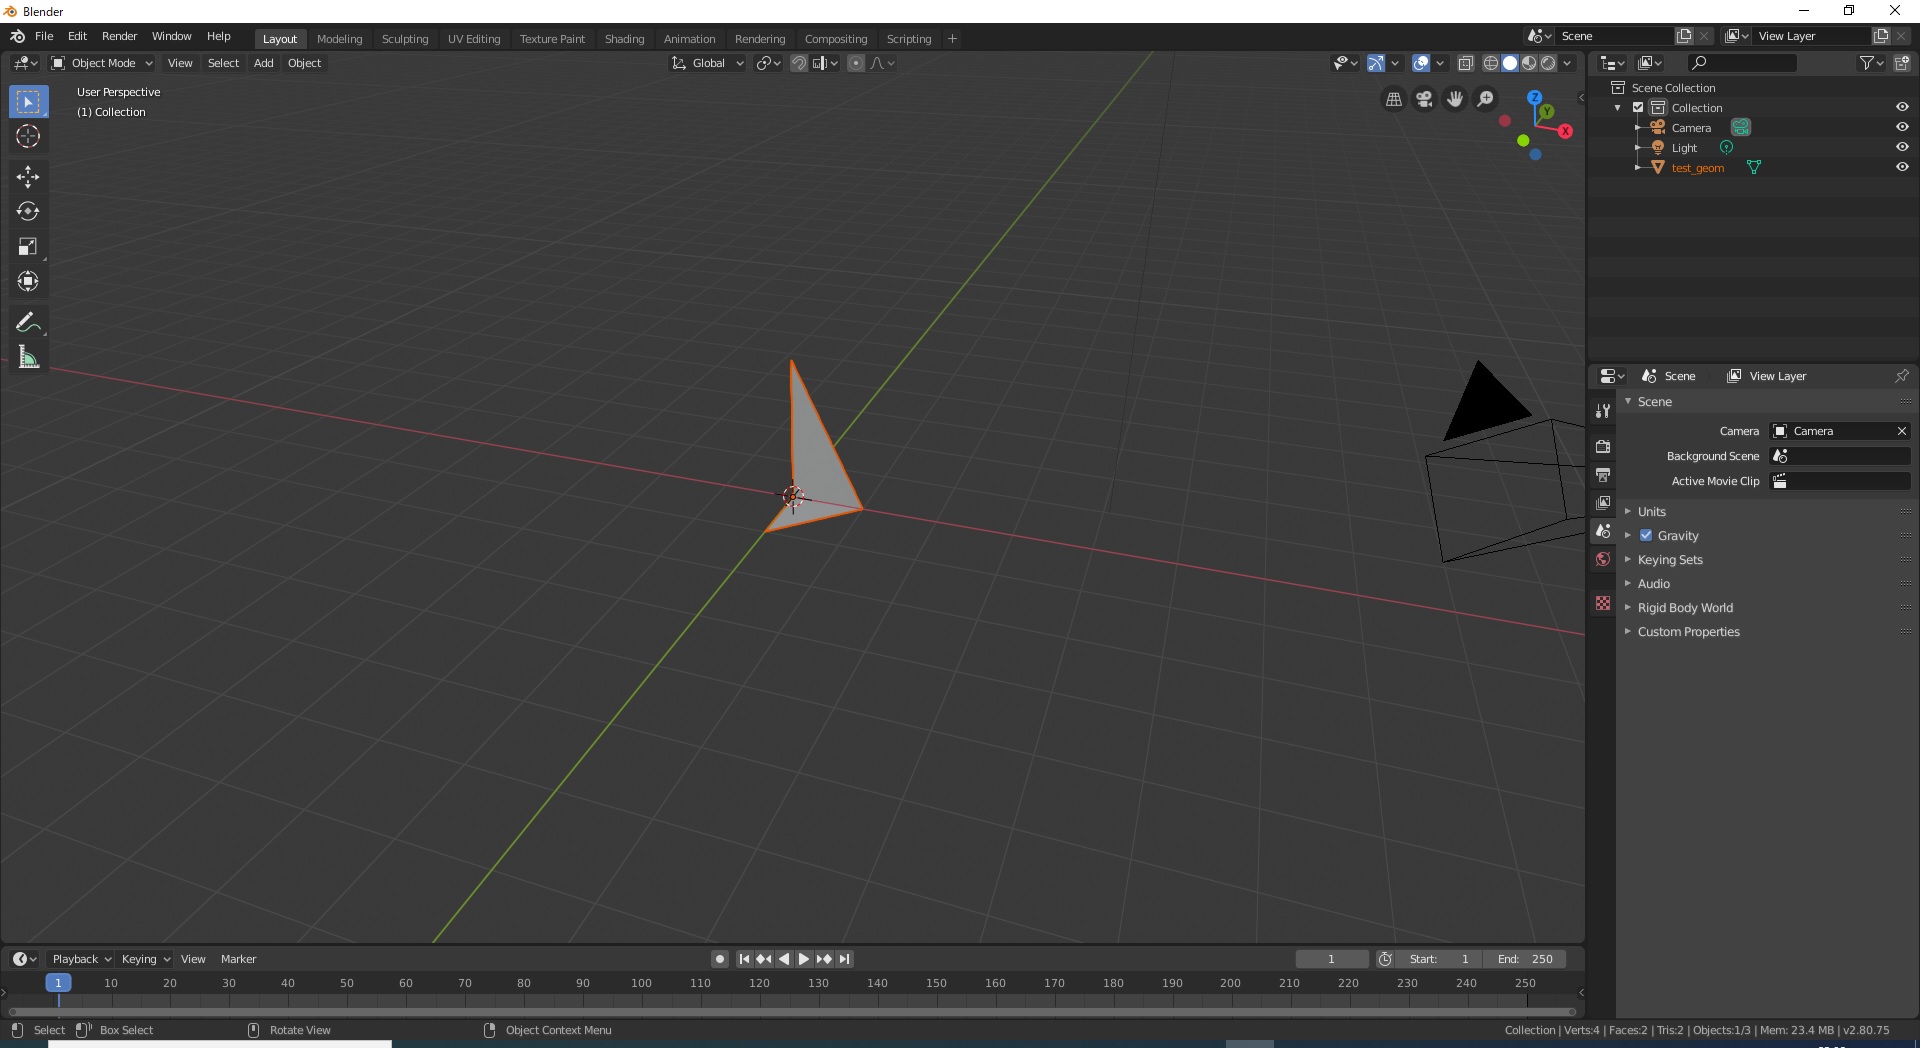 Blender
File Edit Render Window Help Layout Modeling Sculpting UV Editing Texture Paint Shading Animation Rendering Compositing Scripting + Scene View Layer
Object Mode View Select Add Object Global
User Perspective
(1) Collection
Z Y X
Scene Collection
Collection
Camera
Light
test_geom
Scene View Layer
Scene
Camera Camera
Background Scene
Active Movie Clip
Units
Gravity
Keying Sets
Audio
Rigid Body World
Custom Properties
Playback Keying View Marker 1 Start: 1 End: 250
1 10 20 30 40 50 60 70 80 90 100 110 120 130 140 150 160 170 180 190 200 210 220 230 240 250
Select Box Select Rotate View Object Context Menu Collection | Verts:4 | Faces:2 | Tris:2 | Objects:1/3 | Mem: 23.4 MB | v2.80.75